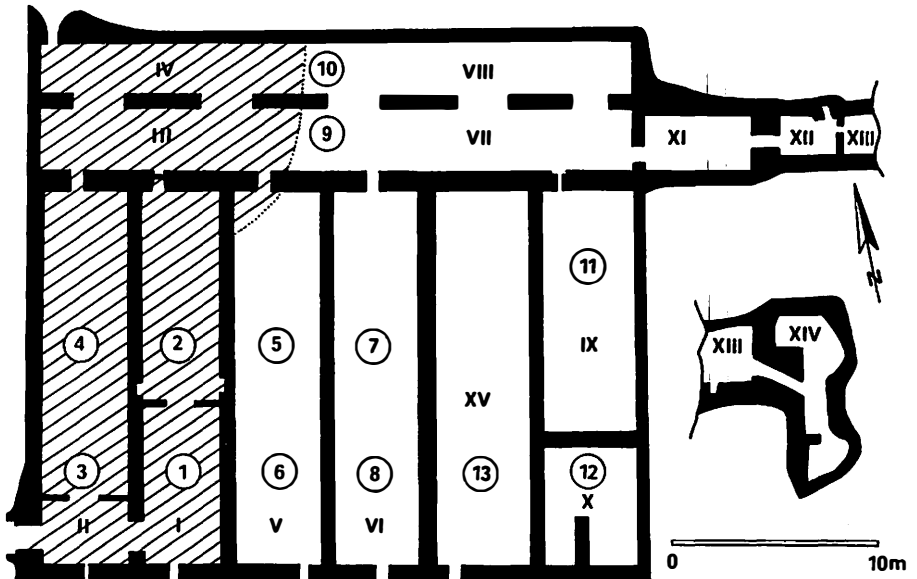 IV 10 VIII
III 9 VII XI XII XIII
11
N
4 2 5 7 IX XIII XIV
XV
3 1 6 8 13 12
II I V VI X
0 10m